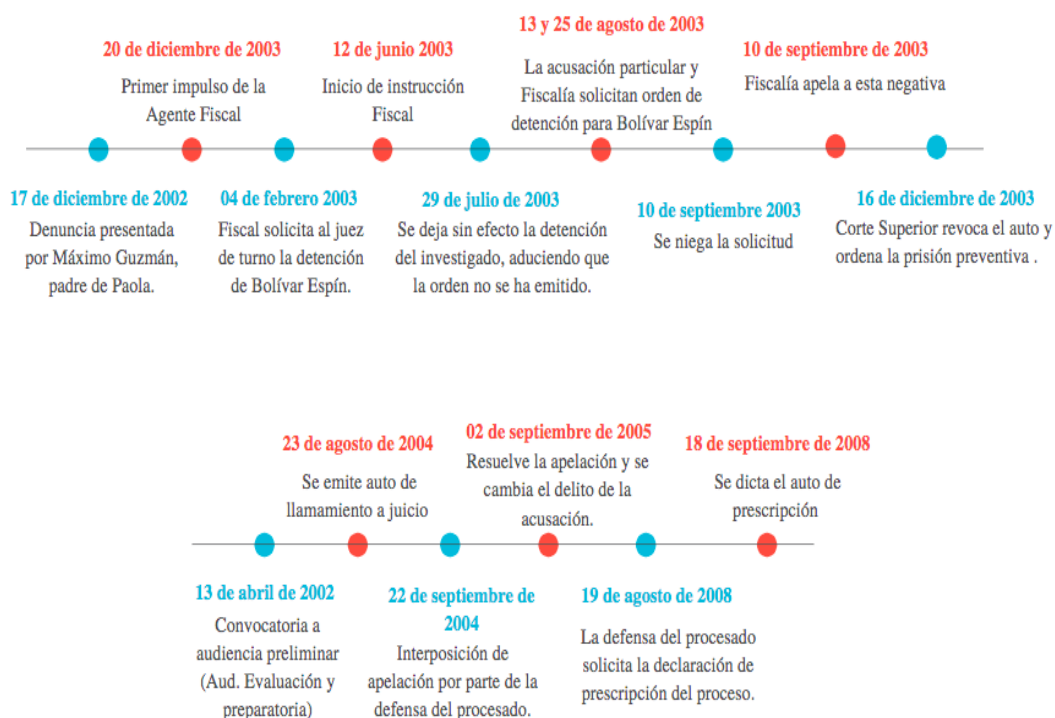 20 de diciembre de 2003
Primer impulso de la
Agente Fiscal
12 de junio 2003
Inicio de instrucción
Fiscal
13 y 25 de agosto de 2003
La acusación particular y
Fiscalía solicitan orden de
detención para Bolívar Espín
10 de septiembre de 2003
Fiscalía apela a esta negativa
17 de diciembre de 2002
Denuncia presentada
por Máximo Guzmán,
padre de Paola.
04 de febrero 2003
Fiscal solicita al juez
de turno la detención
de Bolívar Espín.
29 de julio de 2003
Se deja sin efecto la detención
del investigado, aduciendo que
la orden no se ha emitido.
10 de septiembre 2003
Se niega la solicitud
16 de diciembre de 2003
Corte Superior revoca el auto y
ordena la prisión preventiva .
23 de agosto de 2004
Se emite auto de
llamamiento a juicio
02 de septiembre de 2005
Resuelve la apelación y se
cambia el delito de la
acusación.
18 de septiembre de 2008
Se dicta el auto de
prescripción
13 de abril de 2002
Convocatoria a
audiencia preliminar
(Aud. Evaluación y
preparatoria)
22 de septiembre de
2004
Interposición de
apelación por parte de la
defensa del procesado.
19 de agosto de 2008
La defensa del procesado
solicita la declaración de
prescripción del proceso.